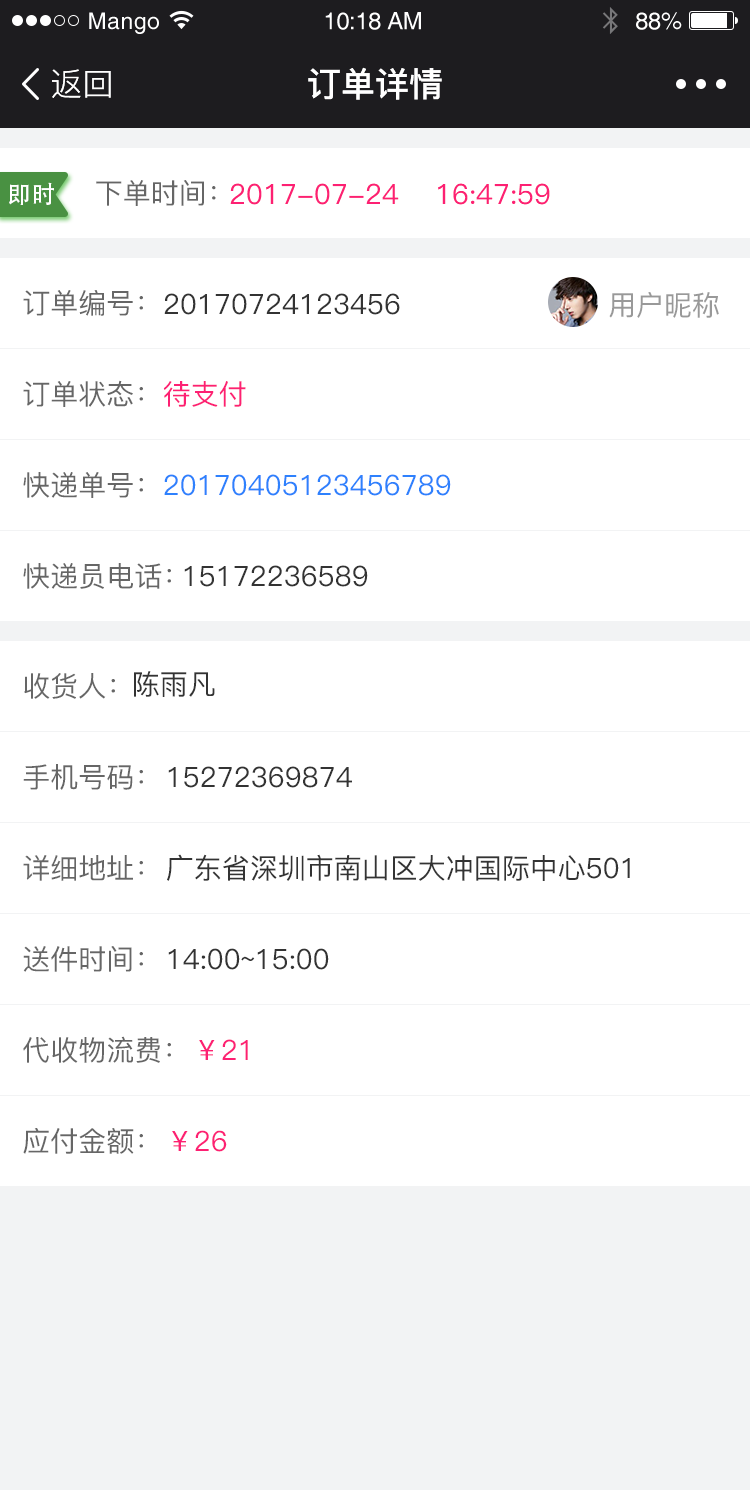 Mango 10:18 AM 88%
返回 订单详情
即时 下单时间：2017-07-24 16:47:59
订单编号：20170724123456 用户昵称
订单状态：待支付
快递单号：20170405123456789
快递员电话：15172236589
收货人：陈雨凡
手机号码：15272369874
详细地址：广东省深圳市南山区大冲国际中心501
送件时间：14:00~15:00
代收物流费：￥21
应付金额：￥26